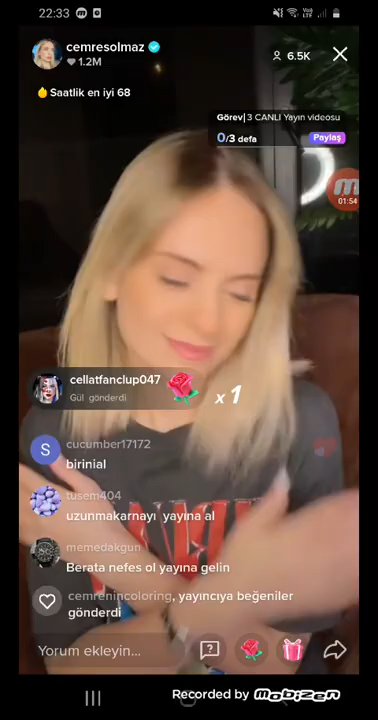 22:33
cemresolmaz
1.2M
6.5K
Saatlik en iyi 68
Görev| 3 CANLI Yayın videosu
0/3 defa
Paylaş
01:54
cellatfanclup047
Gül gönderdi
x 1
S
cucumber17172
birinial
tusem404
uzunmakarnayı yayına al
memedakgun
Berata nefes ol yayına gelin
cemrenincoloring, yayıncıya beğeniler
gönderdi
Yorum ekleyin...
Recorded by mobizen